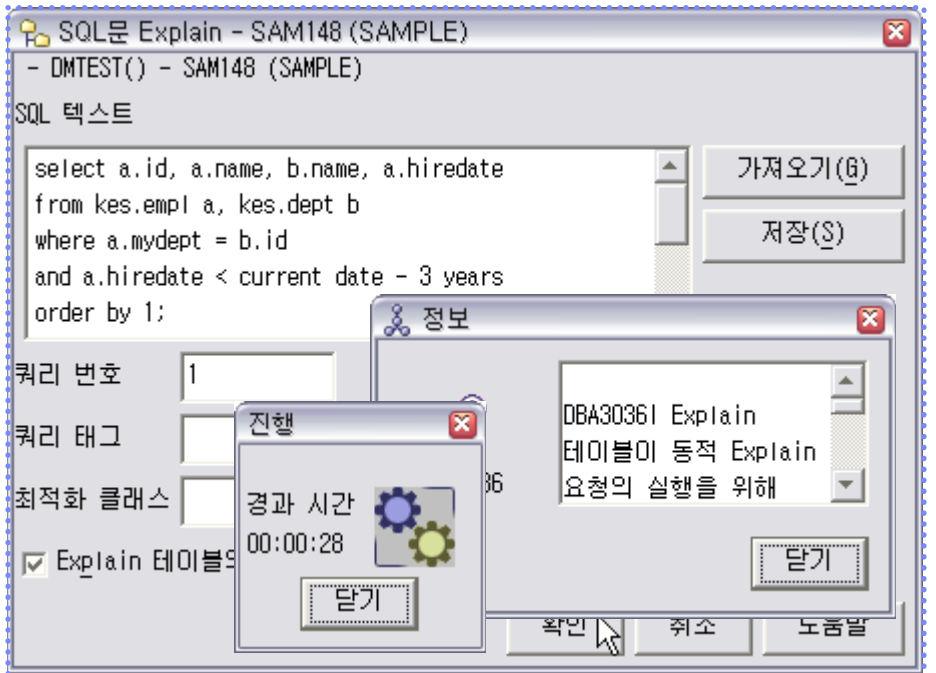 SQL문 Explain - SAM148 (SAMPLE)
- DMTEST() - SAM148 (SAMPLE)
SQL 텍스트
select a.id, a.name, b.name, a.hiredate
from kes.empl a, kes.dept b
where a.mydept = b.id
and a.hiredate < current date - 3 years
order by 1;
가져오기(G)
저장(S)
쿼리 번호
1
쿼리 태그
최적화 클래스
Explain 테이블
정보
36
DBA3036I Explain
테이블이 동적 Explain
요청의 실행을 위해
닫기
진행
경과 시간
00:00:28
닫기
확인
취소
도움말